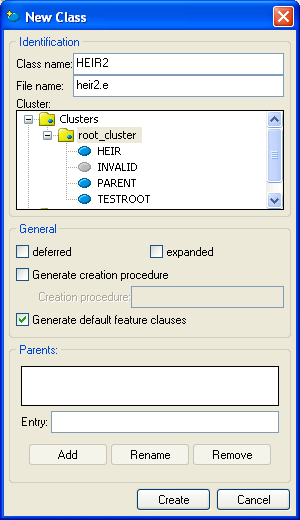 New Class
Identification
Class name: HEIR2
File name: heir2.e
Cluster:
Clusters
root_cluster
HEIR
INVALID
PARENT
TESTROOT
General
deferred expanded
Generate creation procedure
Creation procedure:
Generate default feature clauses
Parents:
Entry:
Add Rename Remove
Create Cancel